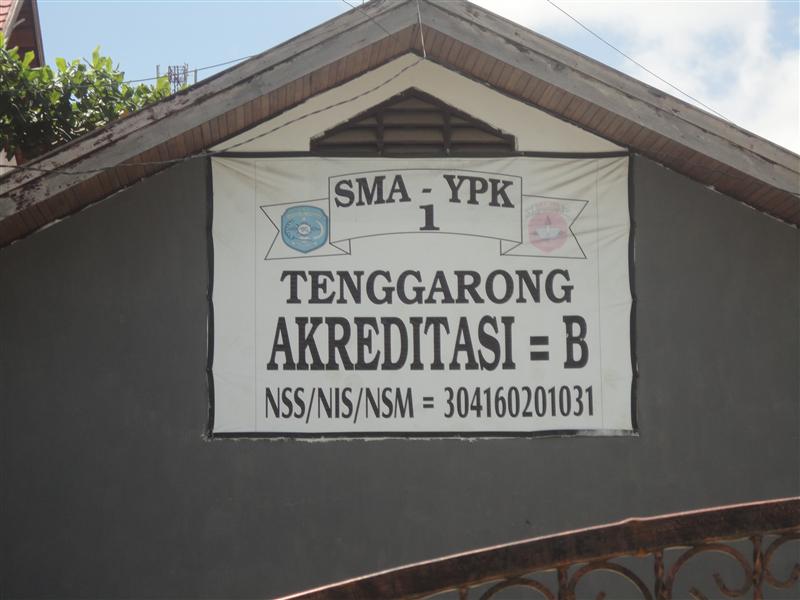 SMA - YPK
1
TENGGARONG
AKREDITASI = B
NSS/NIS/NSM = 304160201031